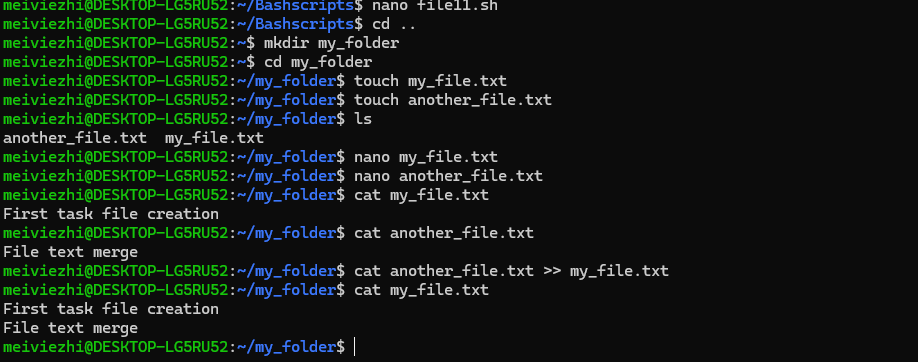 meiviezhi@DESKTOP-LG5RU52:~/Bashscripts$ nano file11.sh
meiviezhi@DESKTOP-LG5RU52:~/Bashscripts$ cd ..
meiviezhi@DESKTOP-LG5RU52:~$ mkdir my_folder
meiviezhi@DESKTOP-LG5RU52:~$ cd my_folder
meiviezhi@DESKTOP-LG5RU52:~/my_folder$ touch my_file.txt
meiviezhi@DESKTOP-LG5RU52:~/my_folder$ touch another_file.txt
meiviezhi@DESKTOP-LG5RU52:~/my_folder$ ls
another_file.txt  my_file.txt
meiviezhi@DESKTOP-LG5RU52:~/my_folder$ nano my_file.txt
meiviezhi@DESKTOP-LG5RU52:~/my_folder$ nano another_file.txt
meiviezhi@DESKTOP-LG5RU52:~/my_folder$ cat my_file.txt
First task file creation
meiviezhi@DESKTOP-LG5RU52:~/my_folder$ cat another_file.txt
File text merge
meiviezhi@DESKTOP-LG5RU52:~/my_folder$ cat another_file.txt >> my_file.txt
meiviezhi@DESKTOP-LG5RU52:~/my_folder$ cat my_file.txt
First task file creation
File text merge
meiviezhi@DESKTOP-LG5RU52:~/my_folder$